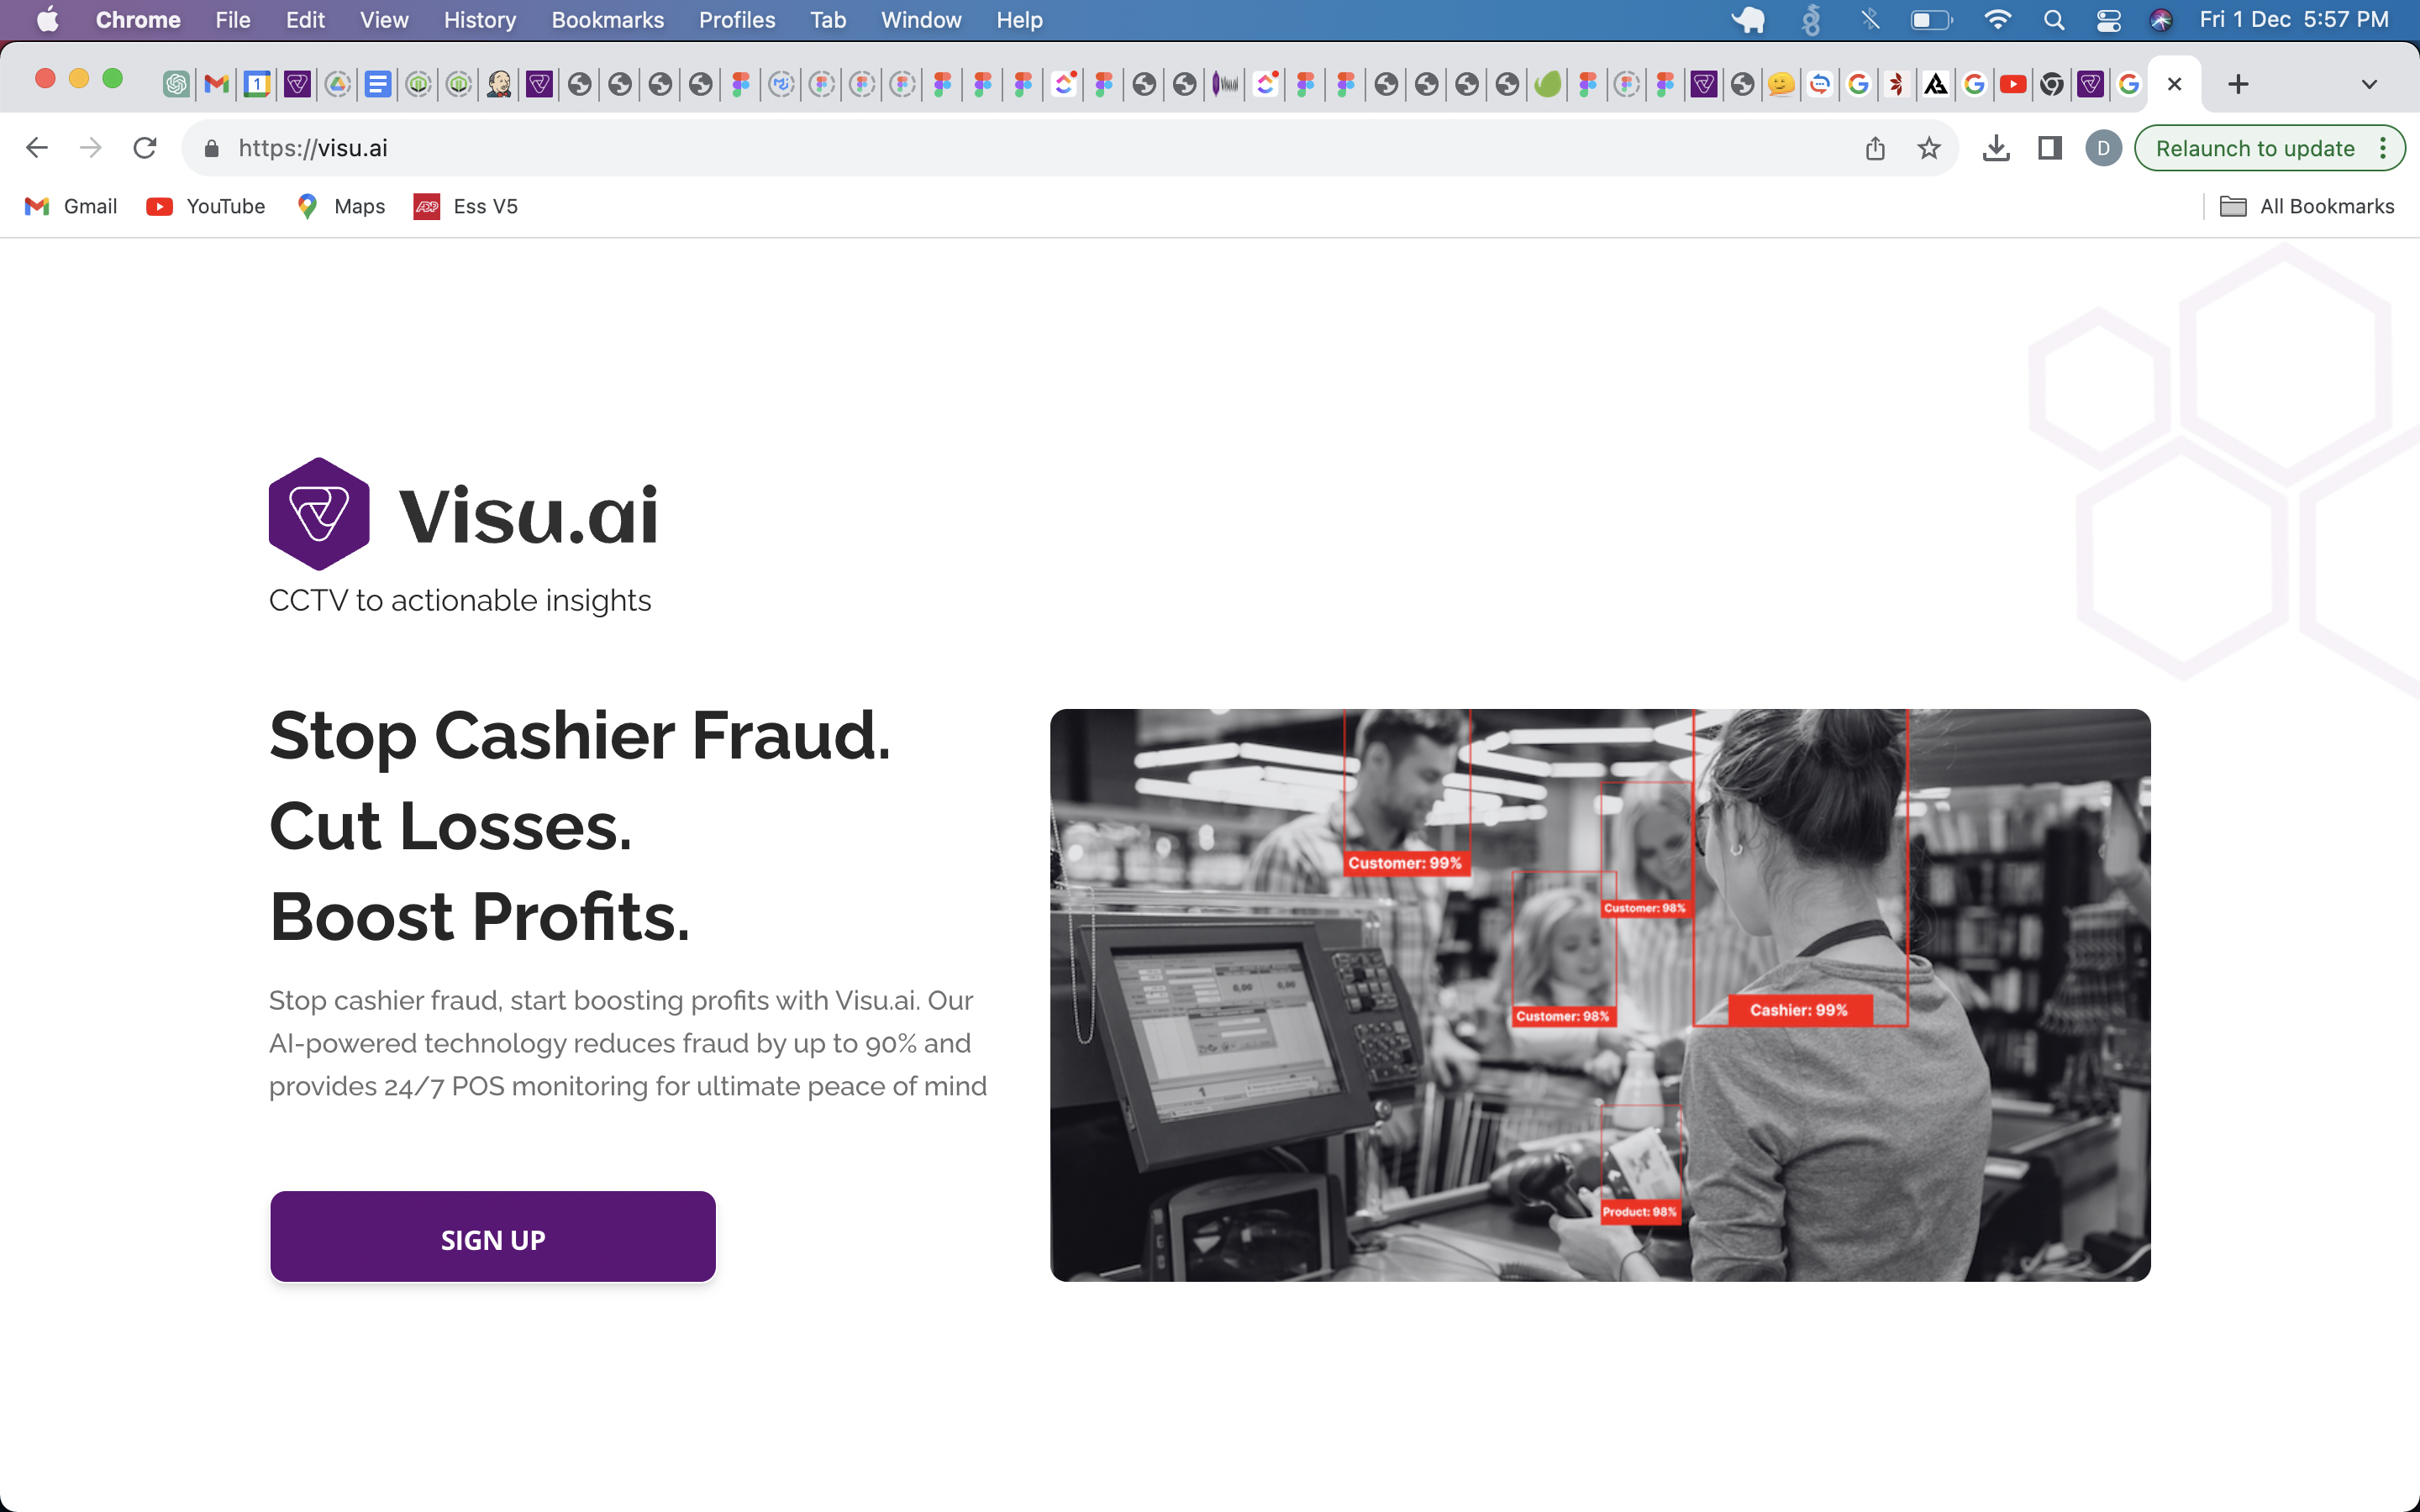 Chrome File Edit View History Bookmarks Profiles Tab Window Help Fri 1 Dec 5:57 PM
https://visu.ai
D
Relaunch to update
Gmail YouTube Maps Ess V5 All Bookmarks
Visu.ai
CCTV to actionable insights
Stop Cashier Fraud.
Cut Losses.
Boost Profits.
Stop cashier fraud, start boosting profits with Visu.ai. Our
AI-powered technology reduces fraud by up to 90% and
provides 24/7 POS monitoring for ultimate peace of mind
SIGN UP
Customer: 99%
Customer: 98%
Customer: 98%
Cashier: 99%
Product: 98%